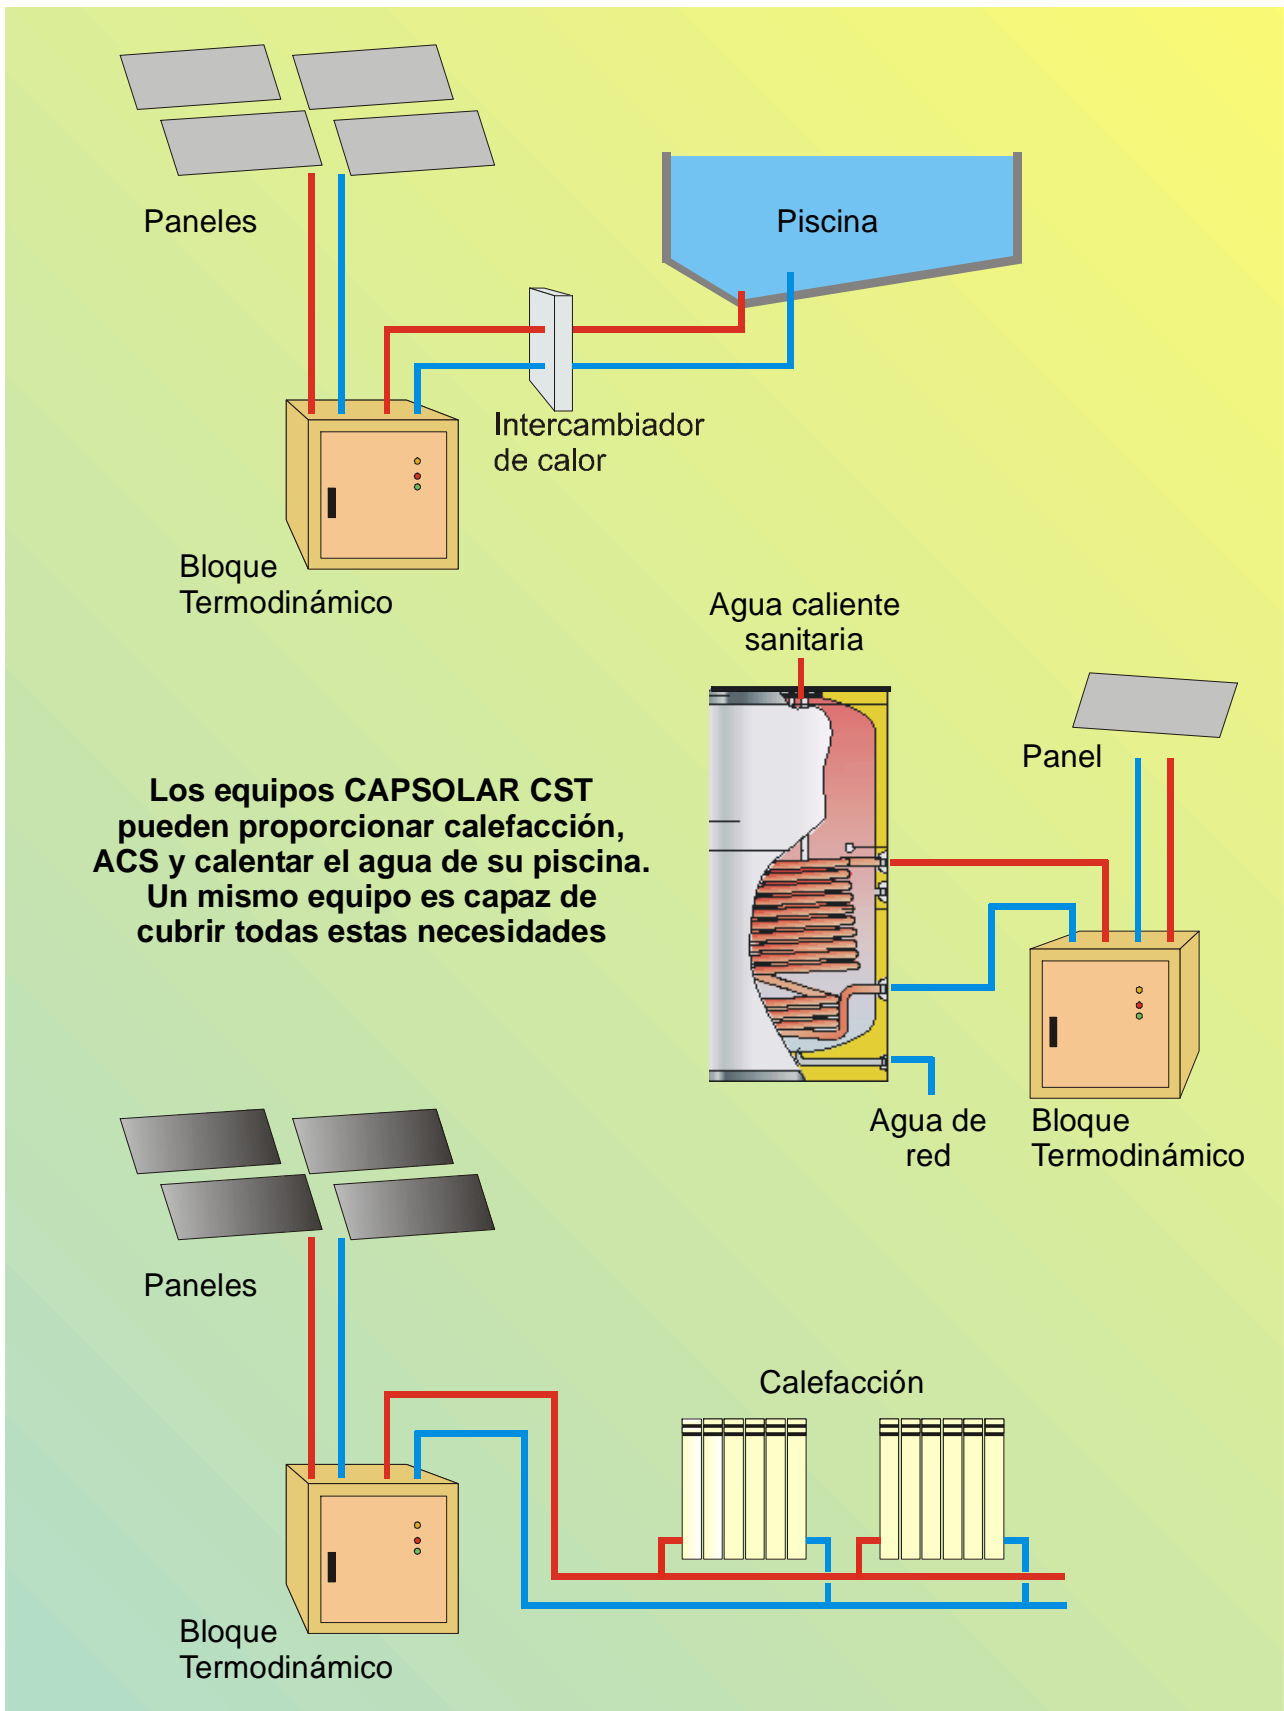 Paneles
Piscina
Intercambiador
de calor
Bloque
Termodinámico
Agua caliente
sanitaria
Panel
Los equipos CAPSOLAR CST
pueden proporcionar calefacción,
ACS y calentar el agua de su piscina.
Un mismo equipo es capaz de
cubrir todas estas necesidades
Agua de
red
Bloque
Termodinámico
Paneles
Calefacción
Bloque
Termodinámico